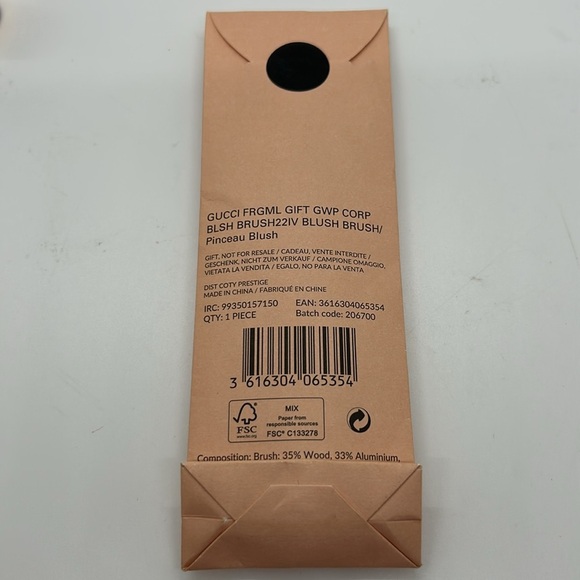 GUCCI FRGML GIFT GWP CORP
BLSH BRUSH22IV BLUSH BRUSH/
Pinceau Blush
GIFT, NOT FOR RESALE / CADEAU, VENTE INTERDITE /
GESCHENK, NICHT ZUM VERKAUF / CAMPIONE OMAGGIO,
VIETATA LA VENDITA / EGALO, NO PARA LA VENTA
DIST COTY PRESTIGE
MADE IN CHINA / FABRIQUÉ EN CHINE
IRC: 99350157150 EAN: 3616304065354
QTY: 1 PIECE Batch code: 206700
3 616304 065354
FSC
www.fsc.org
MIX
Paper from
responsible sources
FSC® C133278
Composition: Brush: 35% Wood, 33% Aluminium,